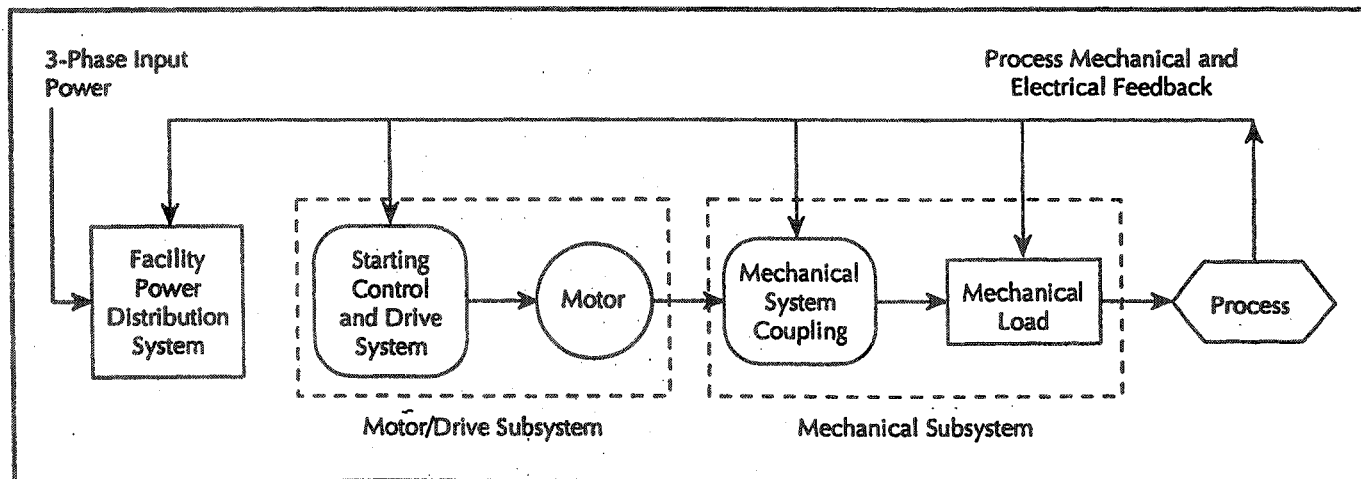 3-Phase Input
Power
Process Mechanical and
Electrical Feedback
Facility
Power
Distribution
System
Starting
Control
and Drive
System
Motor
Mechanical
System
Coupling
Mechanical
Load
Process
Motor/Drive Subsystem
Mechanical Subsystem